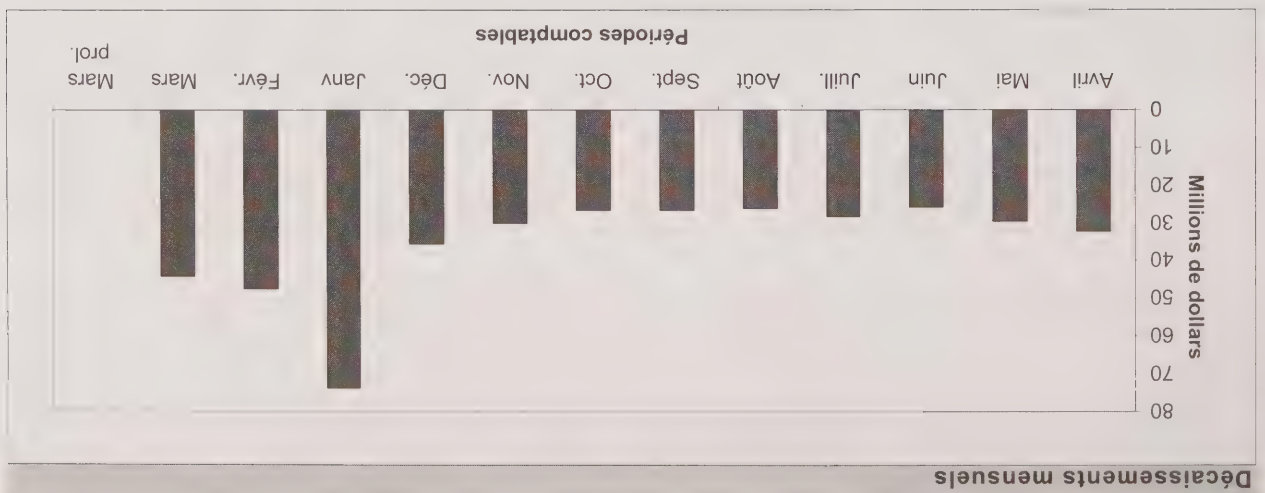 Décaissements mensuels
Millions de dollars
80
70
60
50
40
30
20
10
0
Avril Mai Juin Juill. Août Sept. Oct. Nov. Déc. Janv Févr. Mars Mars
prol.
Périodes comptables